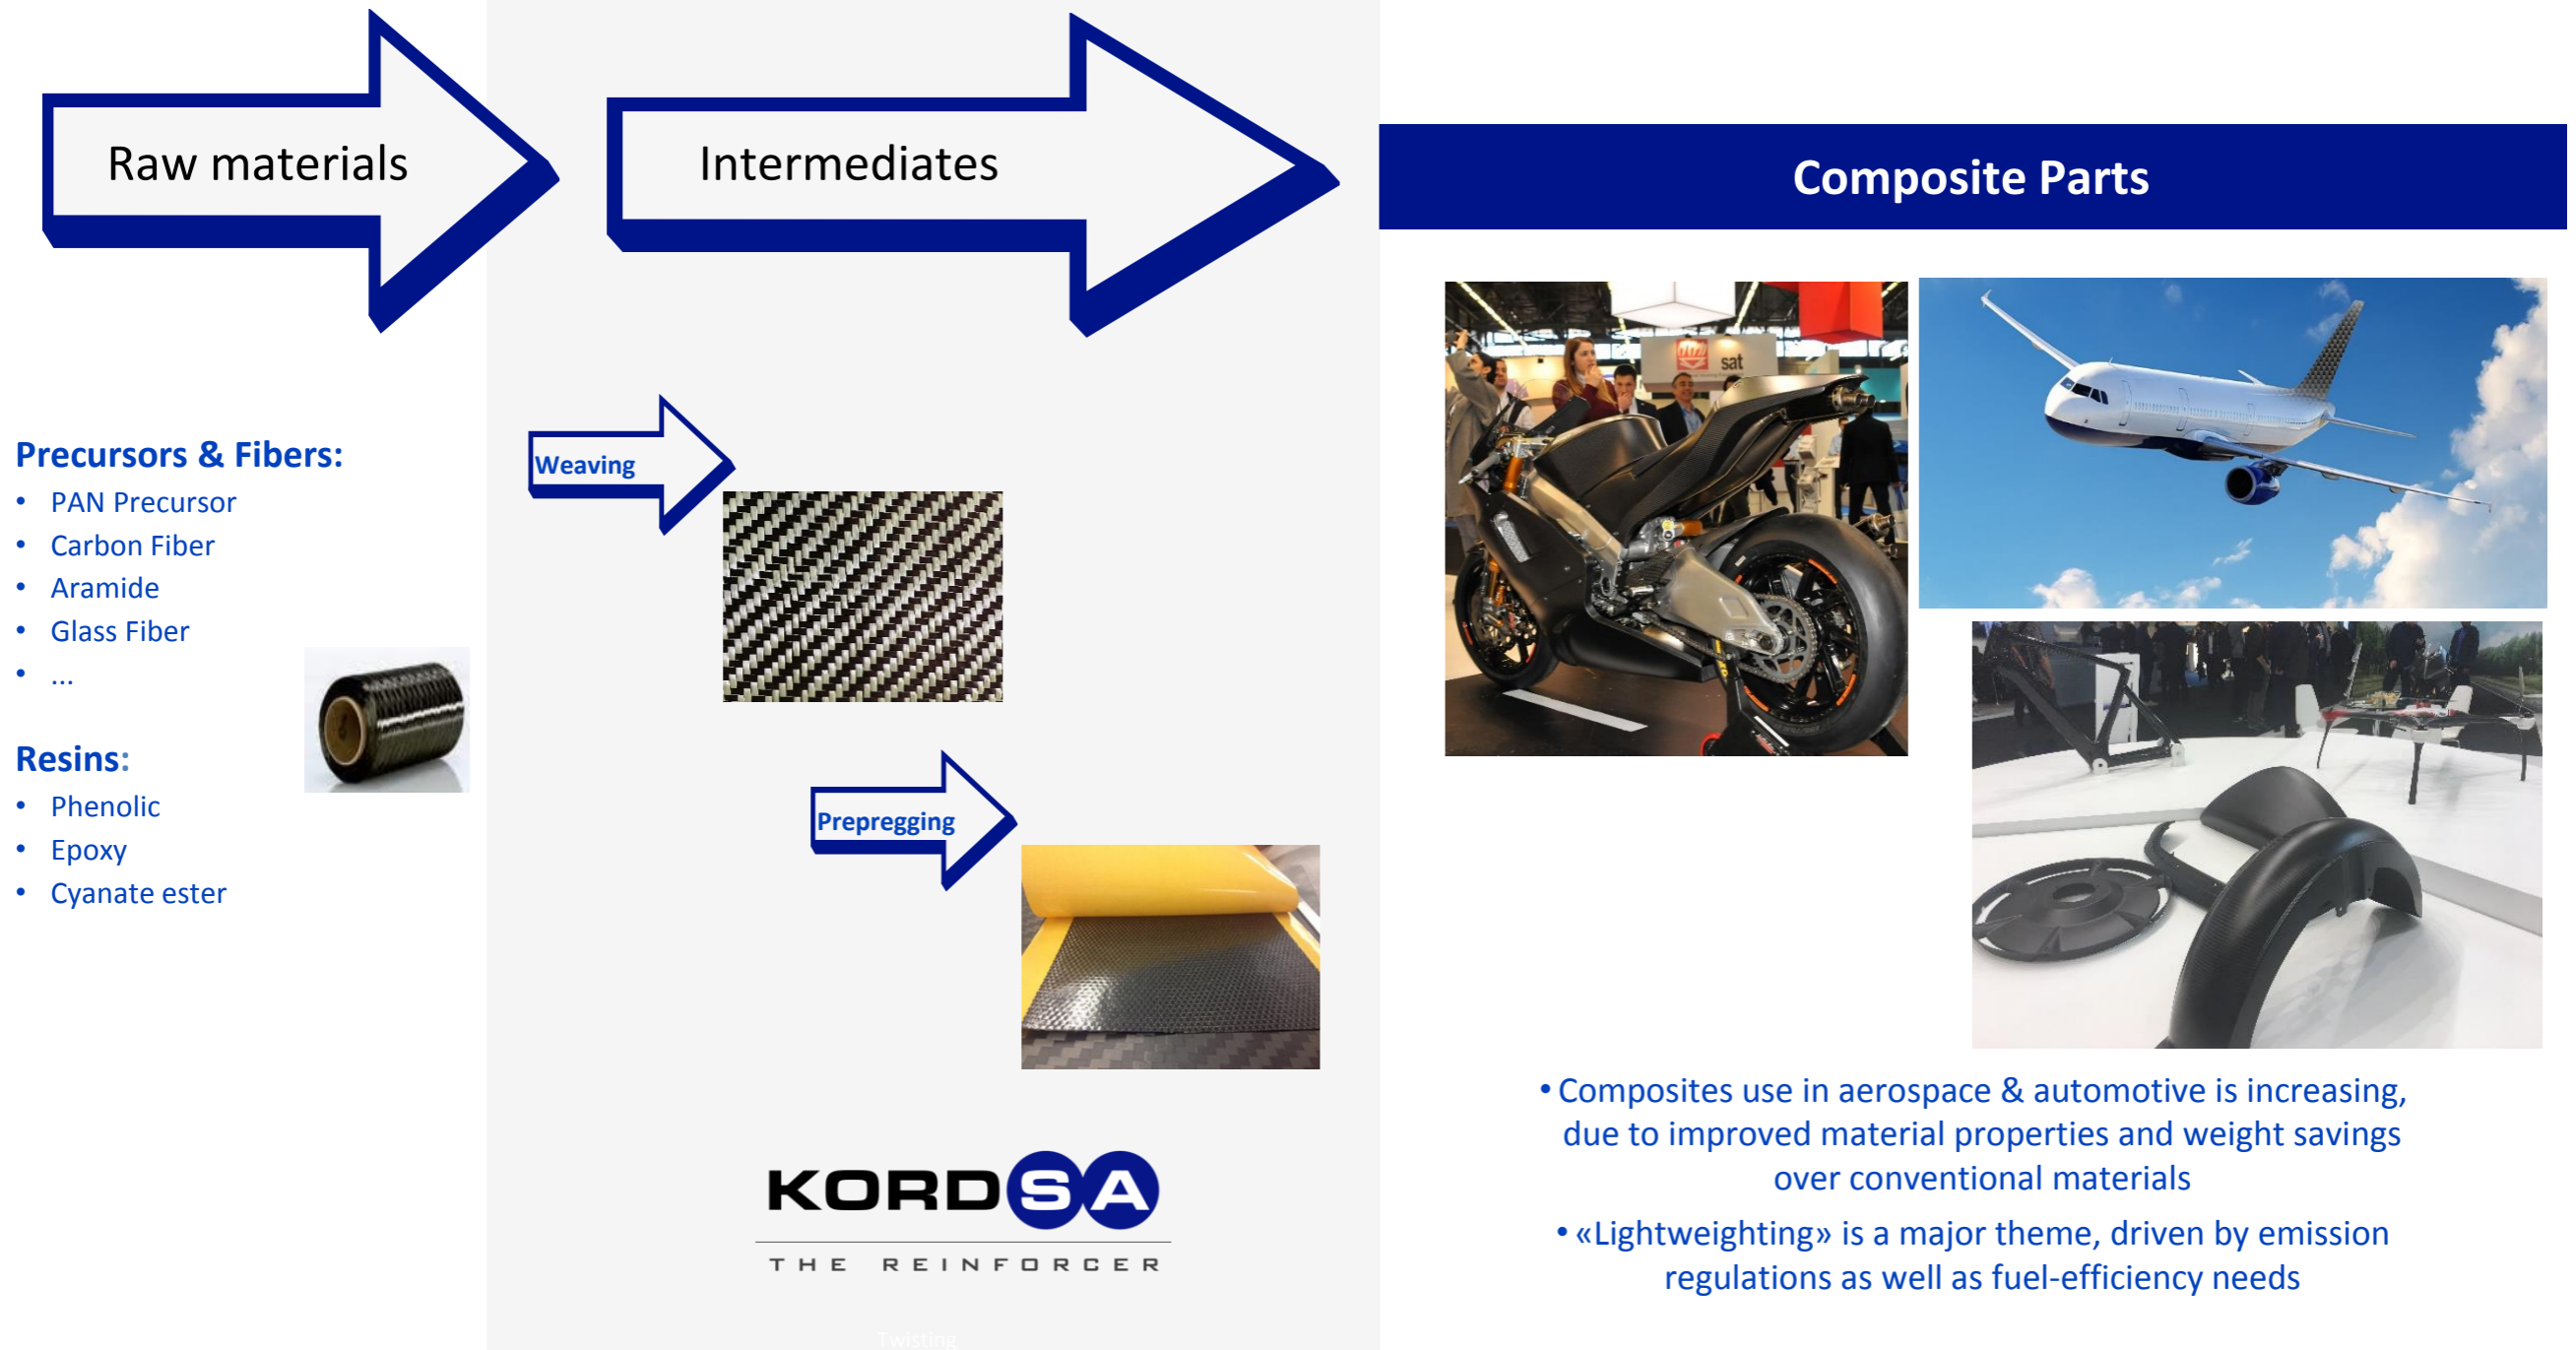 Raw materials
Intermediates
Composite Parts
Precursors & Fibers:
• PAN Precursor
• Carbon Fiber
• Aramide
• Glass Fiber
• ...
Resins:
• Phenolic
• Epoxy
• Cyanate ester
Weaving
Prepregging
KORDSA
THE REINFORCER
Twisting
sat
• Composites use in aerospace & automotive is increasing,
due to improved material properties and weight savings
over conventional materials
• «Lightweighting» is a major theme, driven by emission
regulations as well as fuel-efficiency needs